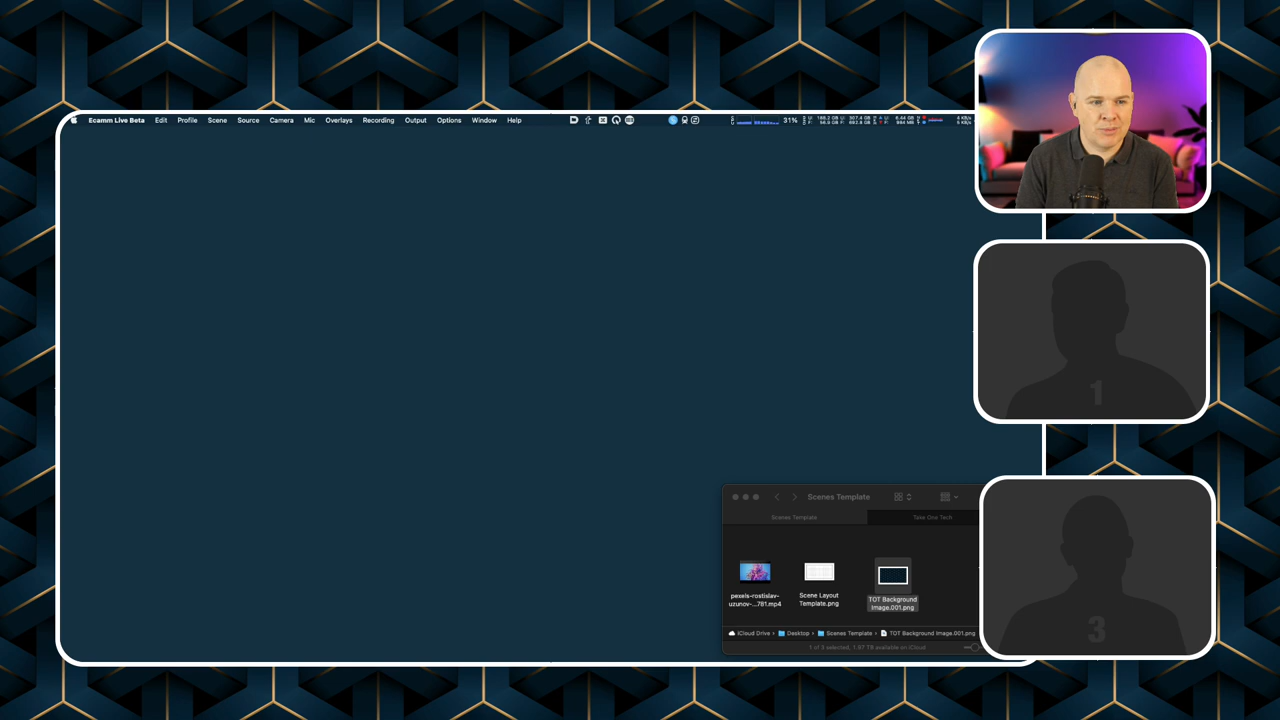 Ecamm Live Beta Edit Profile Scene Source Camera Mic Overlays Recording Output Options Window Help 31%
1
Scenes Template
Scenes Template Take One Tech
pexels-rostislav-
uzunov-...781.mp4
Scene Layout
Template.png
TOT Background
Image.001.png
3
iCloud Drive › Desktop › Scenes Template › TOT Background Image.001.png
1 of 3 selected, 1.87 TB available on iCloud